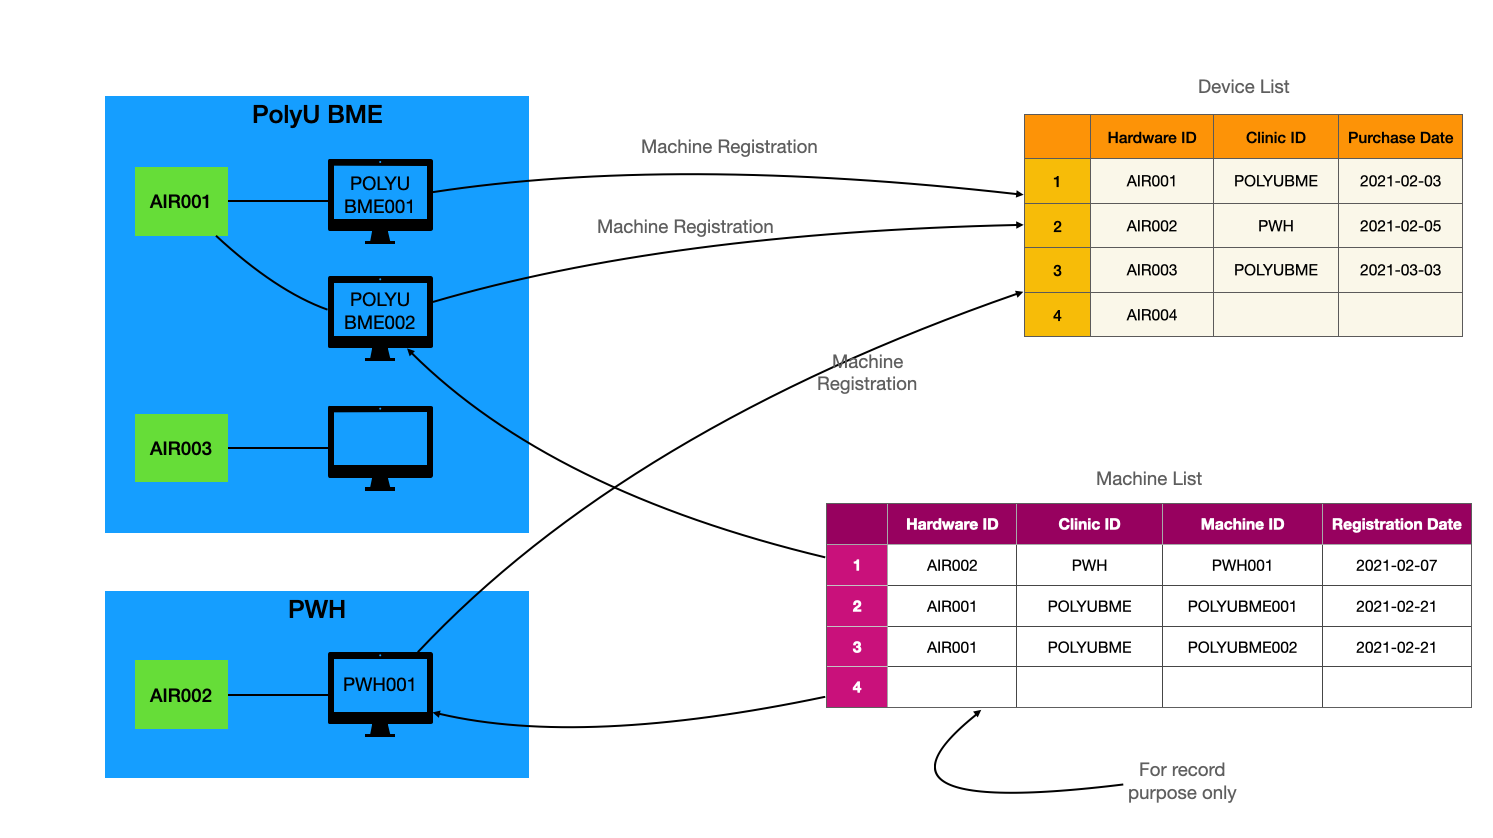 PolyU BME
AIR001
POLYU
BME001
POLYU
BME002
AIR003
PWH
AIR002
PWH001
Machine Registration
Machine Registration
Machine
Registration
Device List
Hardware ID Clinic ID Purchase Date
1 AIR001 POLYUBME 2021-02-03
2 AIR002 PWH 2021-02-05
3 AIR003 POLYUBME 2021-03-03
4 AIR004
Machine List
Hardware ID Clinic ID Machine ID Registration Date
1 AIR002 PWH PWH001 2021-02-07
2 AIR001 POLYUBME POLYUBME001 2021-02-21
3 AIR001 POLYUBME POLYUBME002 2021-02-21
4
For record
purpose only